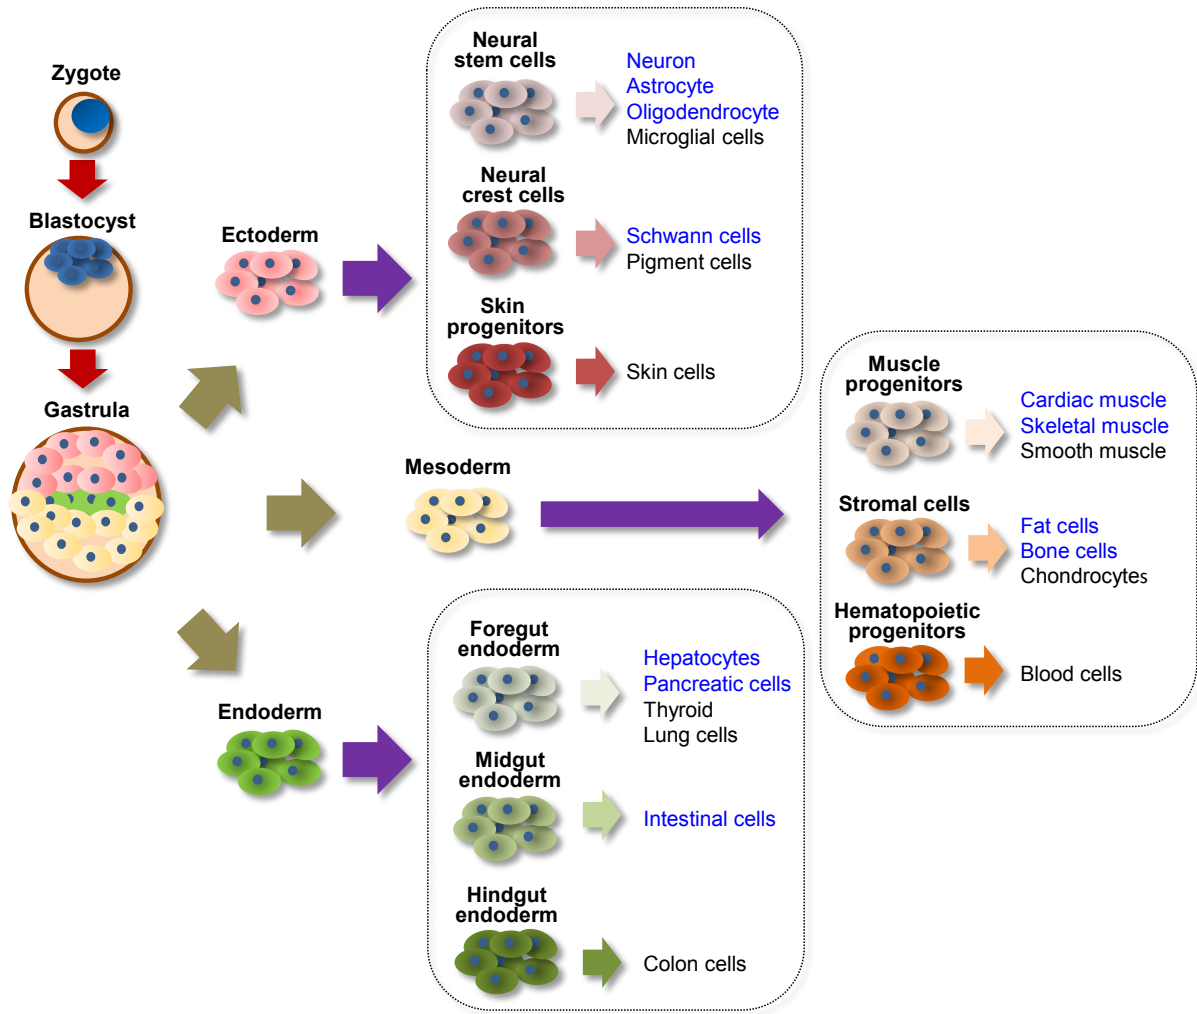 Zygote
Blastocyst
Gastrula
Ectoderm
Neural
stem cells
Neuron
Astrocyte
Oligodendrocyte
Microglial cells
Neural
crest cells
Schwann cells
Pigment cells
Skin
progenitors
Skin cells
Mesoderm
Muscle
progenitors
Cardiac muscle
Skeletal muscle
Smooth muscle
Stromal cells
Fat cells
Bone cells
Chondrocytes
Hematopoietic
progenitors
Blood cells
Endoderm
Foregut
endoderm
Hepatocytes
Pancreatic cells
Thyroid
Lung cells
Midgut
endoderm
Intestinal cells
Hindgut
endoderm
Colon cells